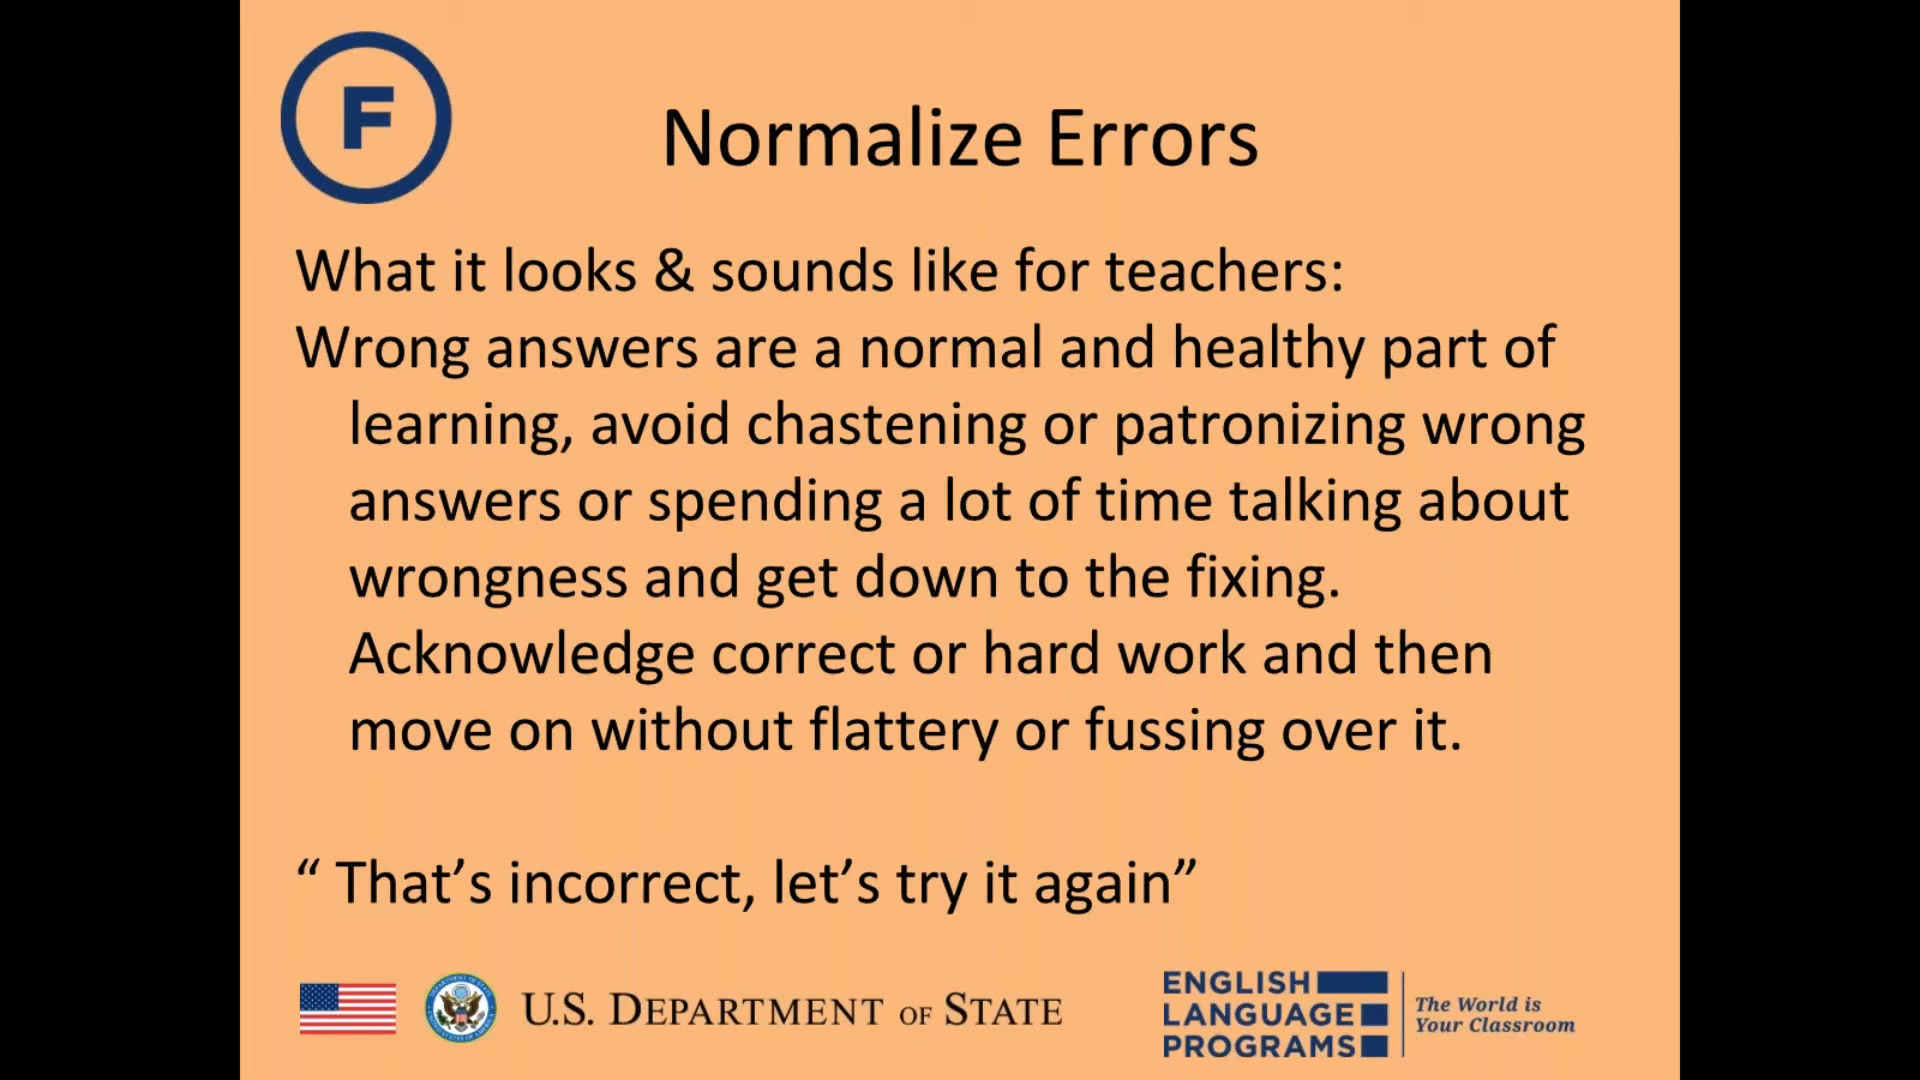 F
Normalize Errors
What it looks & sounds like for teachers:
Wrong answers are a normal and healthy part of
learning, avoid chastening or patronizing wrong
answers or spending a lot of time talking about
wrongness and get down to the fixing.
Acknowledge correct or hard work and then
move on without flattery or fussing over it.
“ That’s incorrect, let’s try it again”
U.S. DEPARTMENT OF STATE
ENGLISH
LANGUAGE
PROGRAMS
The World is
Your Classroom